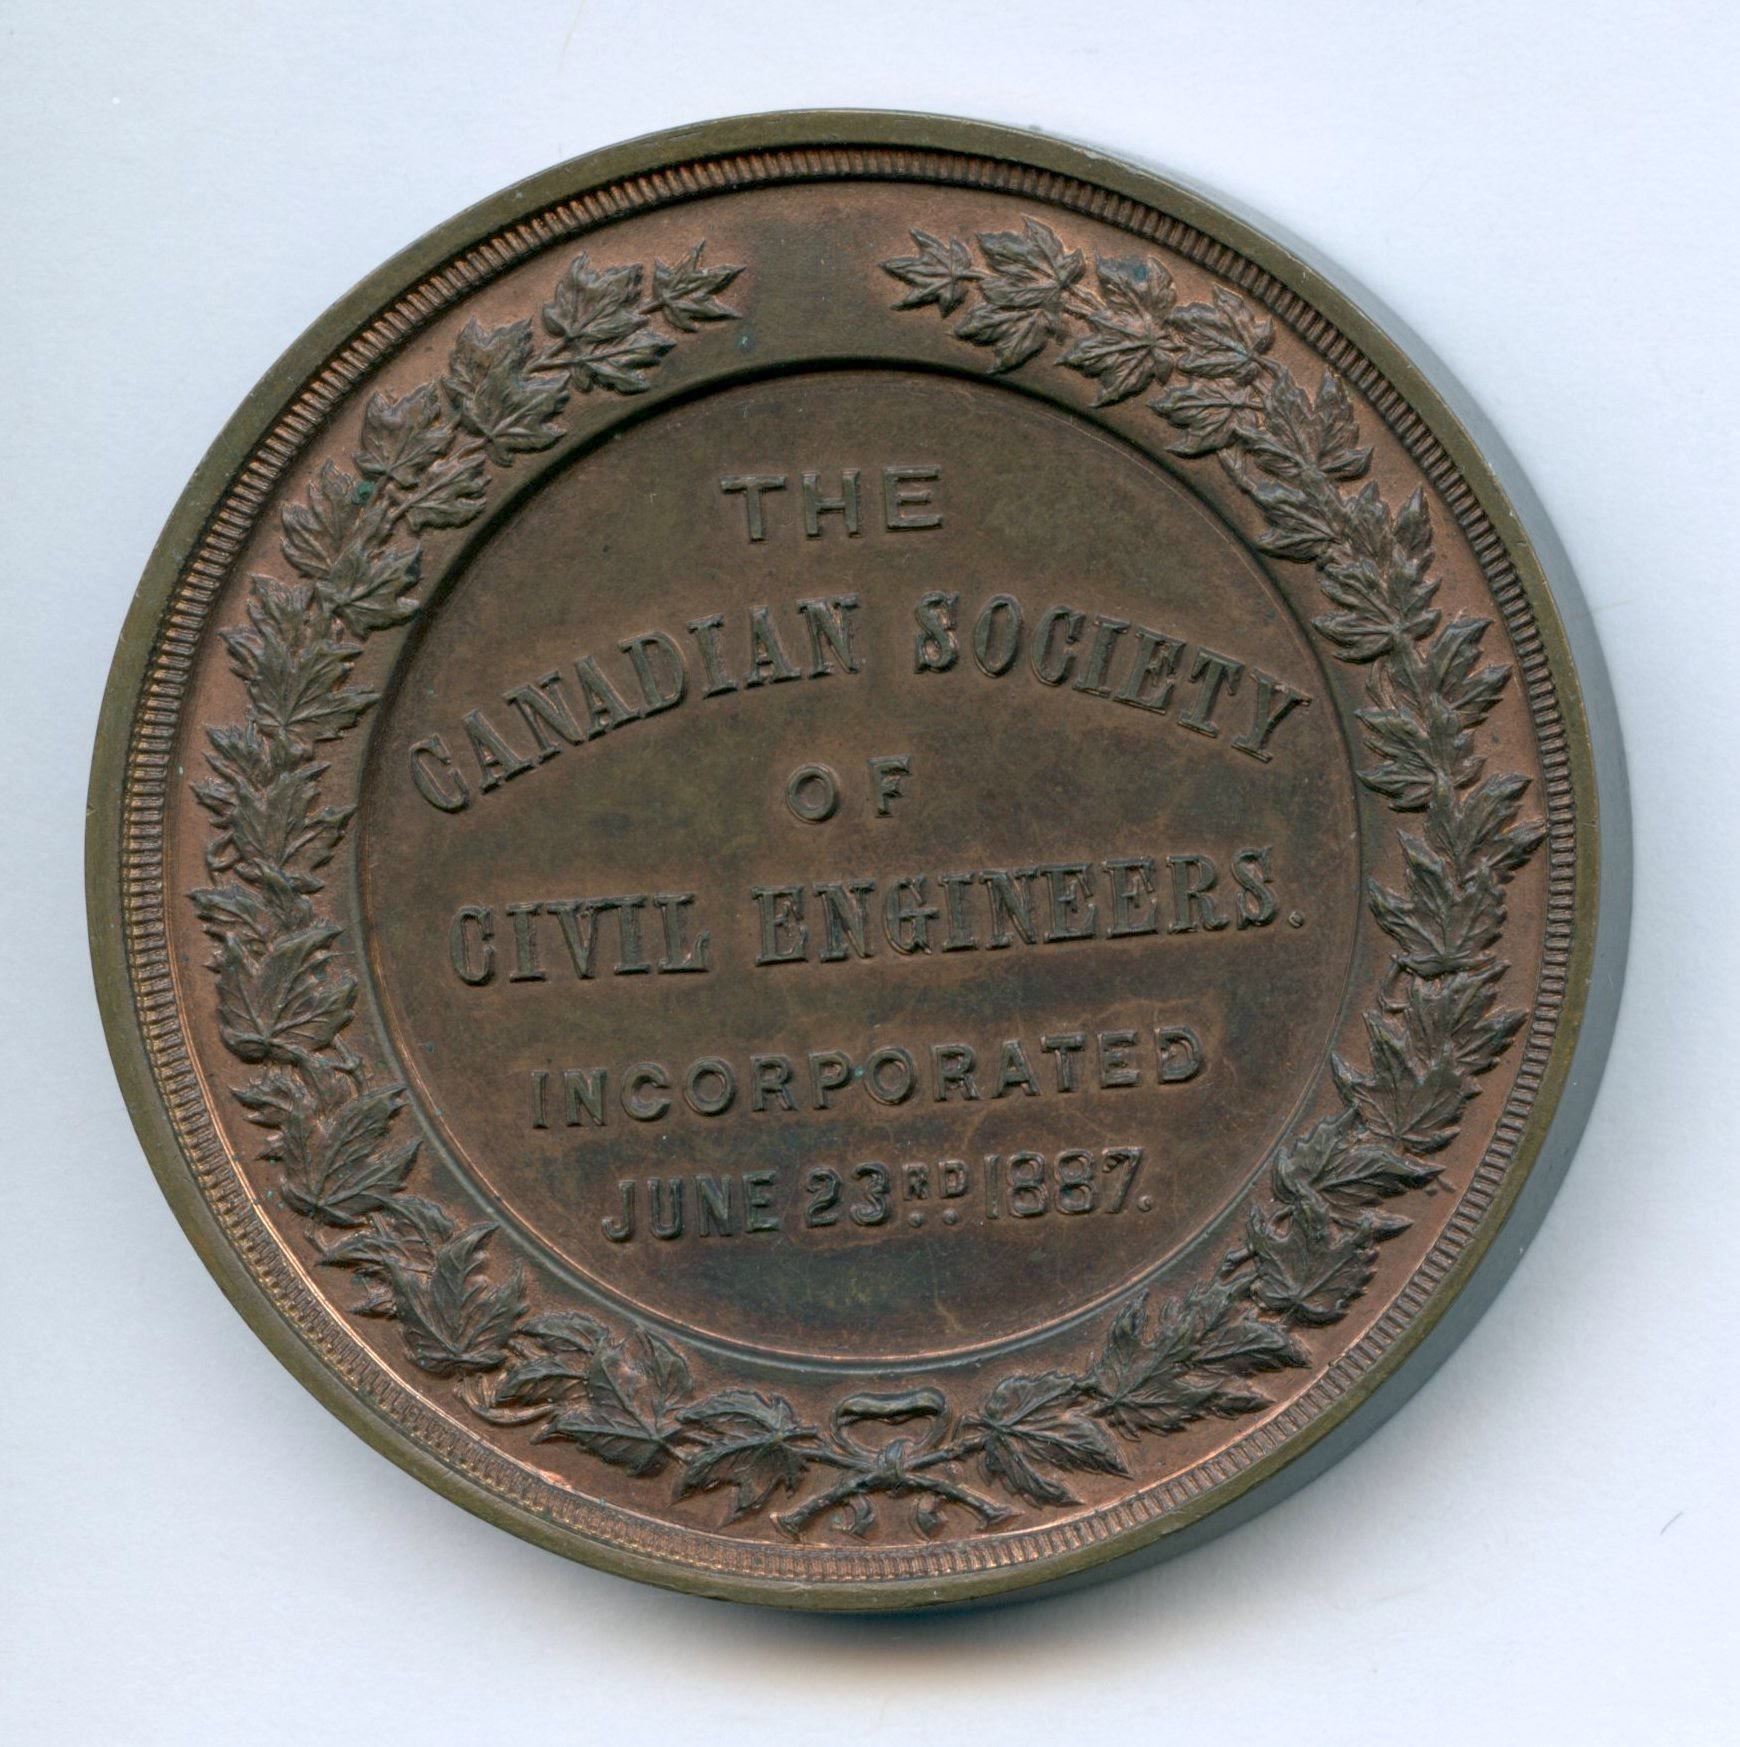 THE
CANADIAN SOCIETY
OF
CIVIL ENGINEERS.
INCORPORATED
JUNE 23RD. 1887.